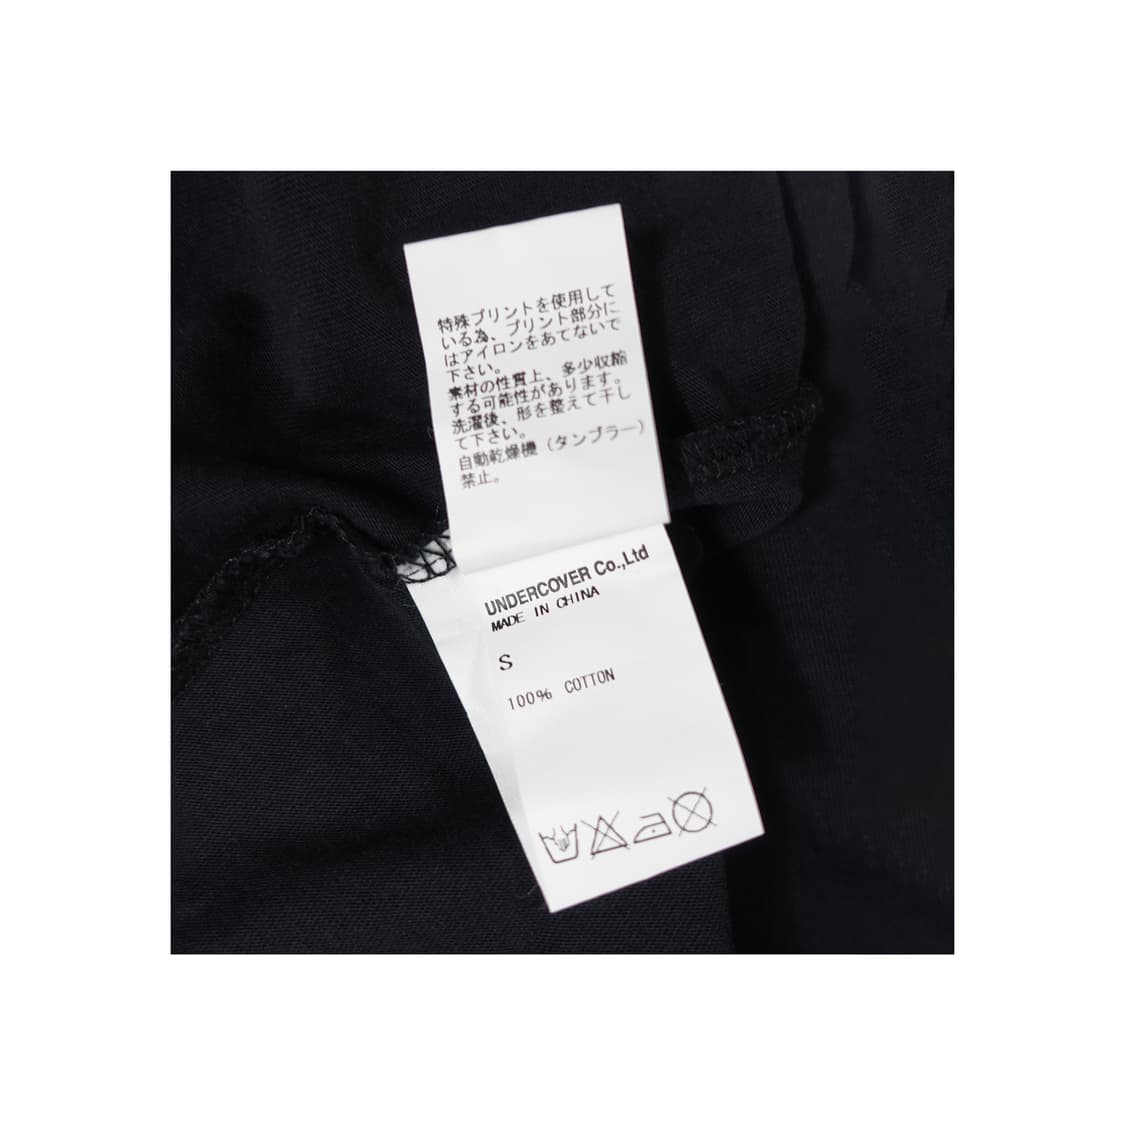 特殊プリントを使用して
いる為、プリント部分に
はアイロンをあてないで
下さい。
素材の性質上、多少収縮
する可能性があります。
洗濯後、形を整えて干し
て下さい。
自動乾燥機（タンブラー）
禁止。
UNDERCOVER Co.,Ltd
MADE IN CHINA
S
100% COTTON